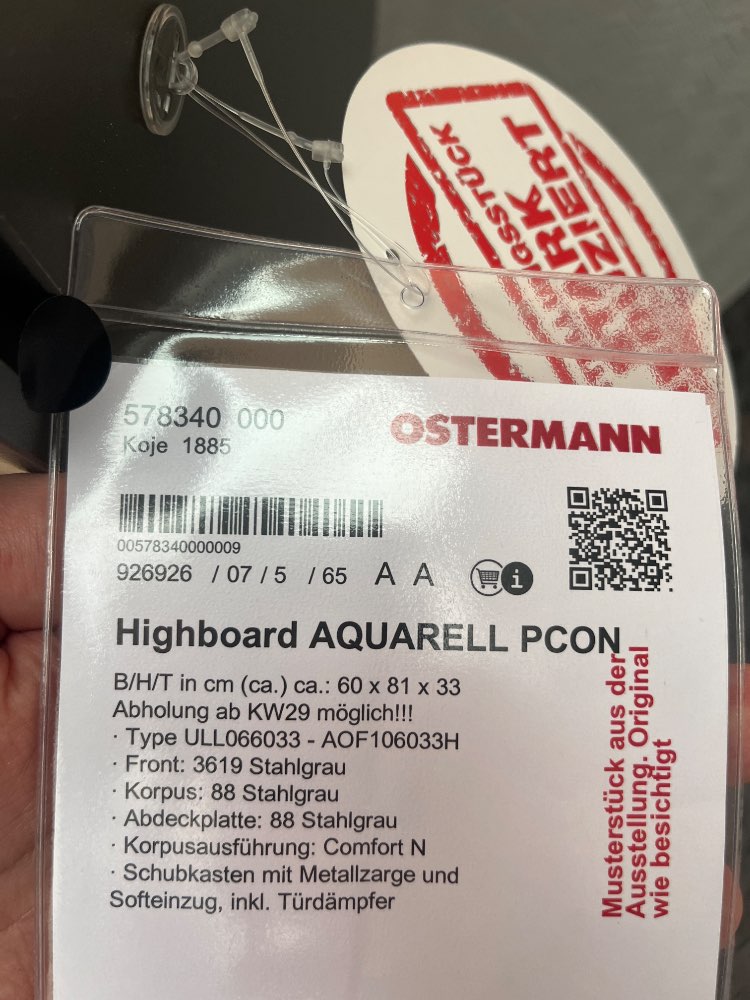 578340 000
Koje 1885
OSTERMANN
00578340000009
926926 / 07 / 5 / 65 A A
Highboard AQUARELL PCON
B/H/T in cm (ca.) ca.: 60 x 81 x 33
Abholung ab KW29 möglich!!!
· Type ULL066033 - AOF106033H
· Front: 3619 Stahlgrau
· Korpus: 88 Stahlgrau
· Abdeckplatte: 88 Stahlgrau
· Korpusausführung: Comfort N
· Schubkasten mit Metallzarge und
Softeinzug, inkl. Türdämpfer
Musterstück aus der
Ausstellung. Original
wie besichtigt